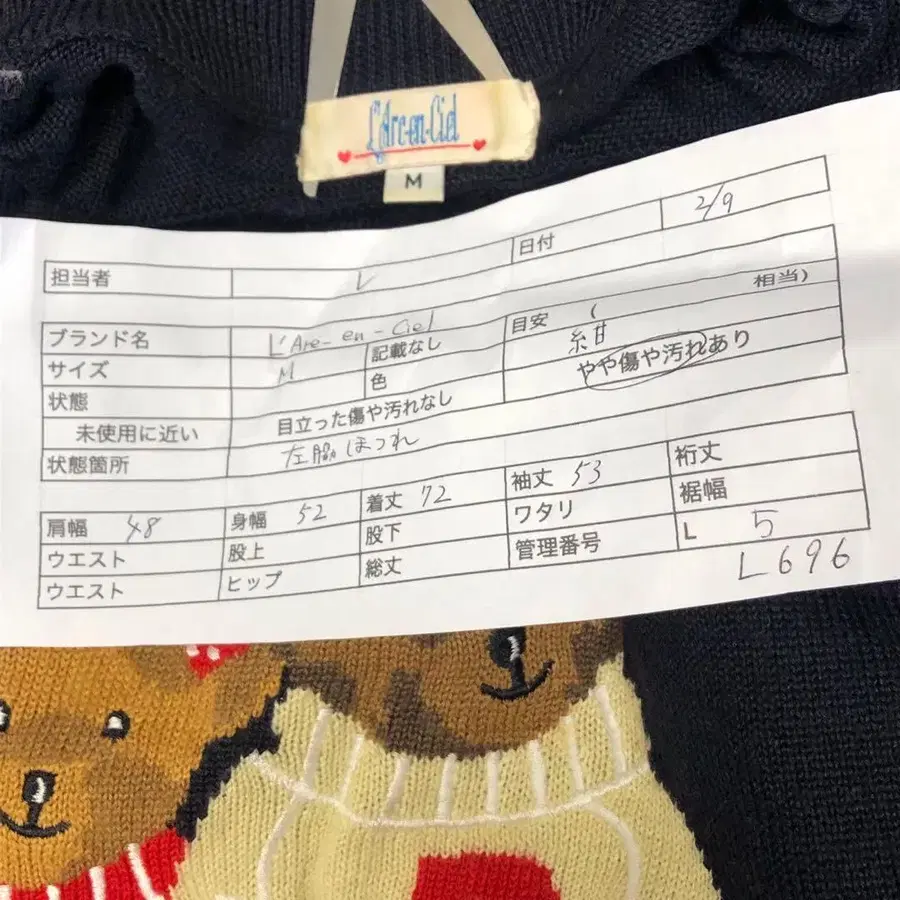 L'Arc-en-Ciel
M
担当者 L 日付 2/9
ブランド名 L'Are-en-Ciel 目安 ( 相当)
サイズ M 記載なし
状態 色 紺
未使用に近い 目立った傷や汚れなし やや傷や汚れあり
状態箇所 左脇ほつれ
肩幅 48 身幅 52 着丈 72 袖丈 53 裄丈
ウエスト 股上 股下 ワタリ 裾幅
ウエスト ヒップ 総丈 管理番号 L 5
L696